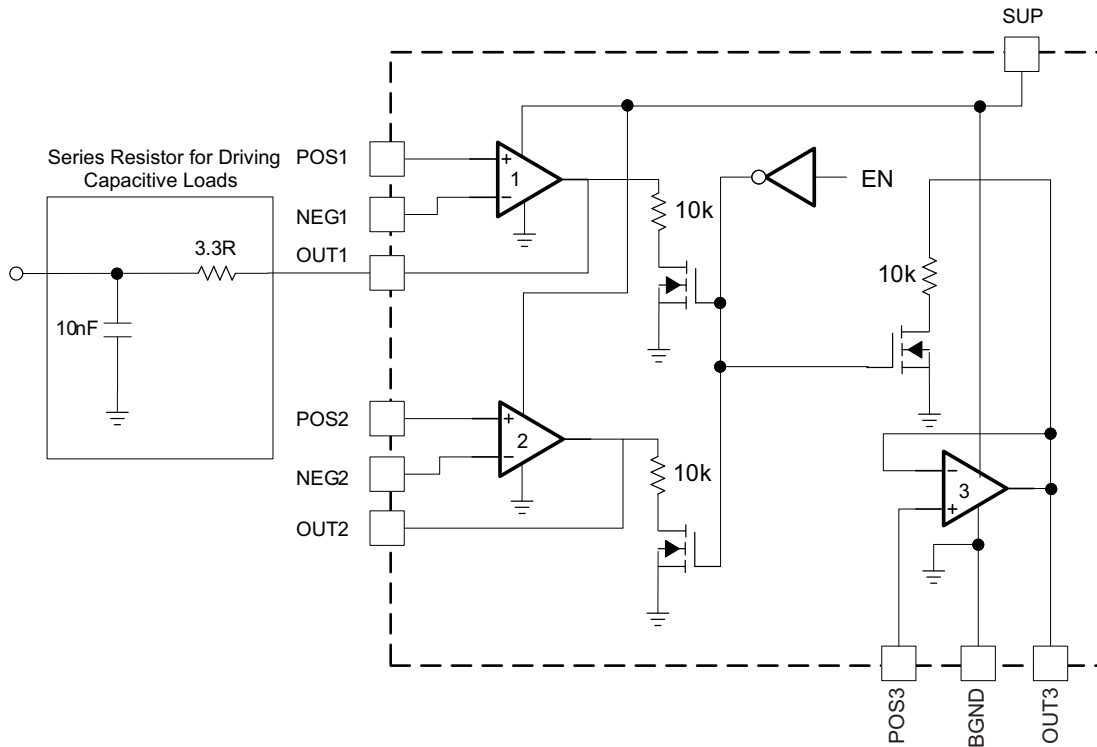 SUP
Series Resistor for Driving
Capacitive Loads
POS1
+
1
−
NEG1
EN
10k
3.3R
OUT1
10k
10nF
POS2
+
2
−
NEG2
10k
OUT2
−
3
+
POS3
BGND
OUT3